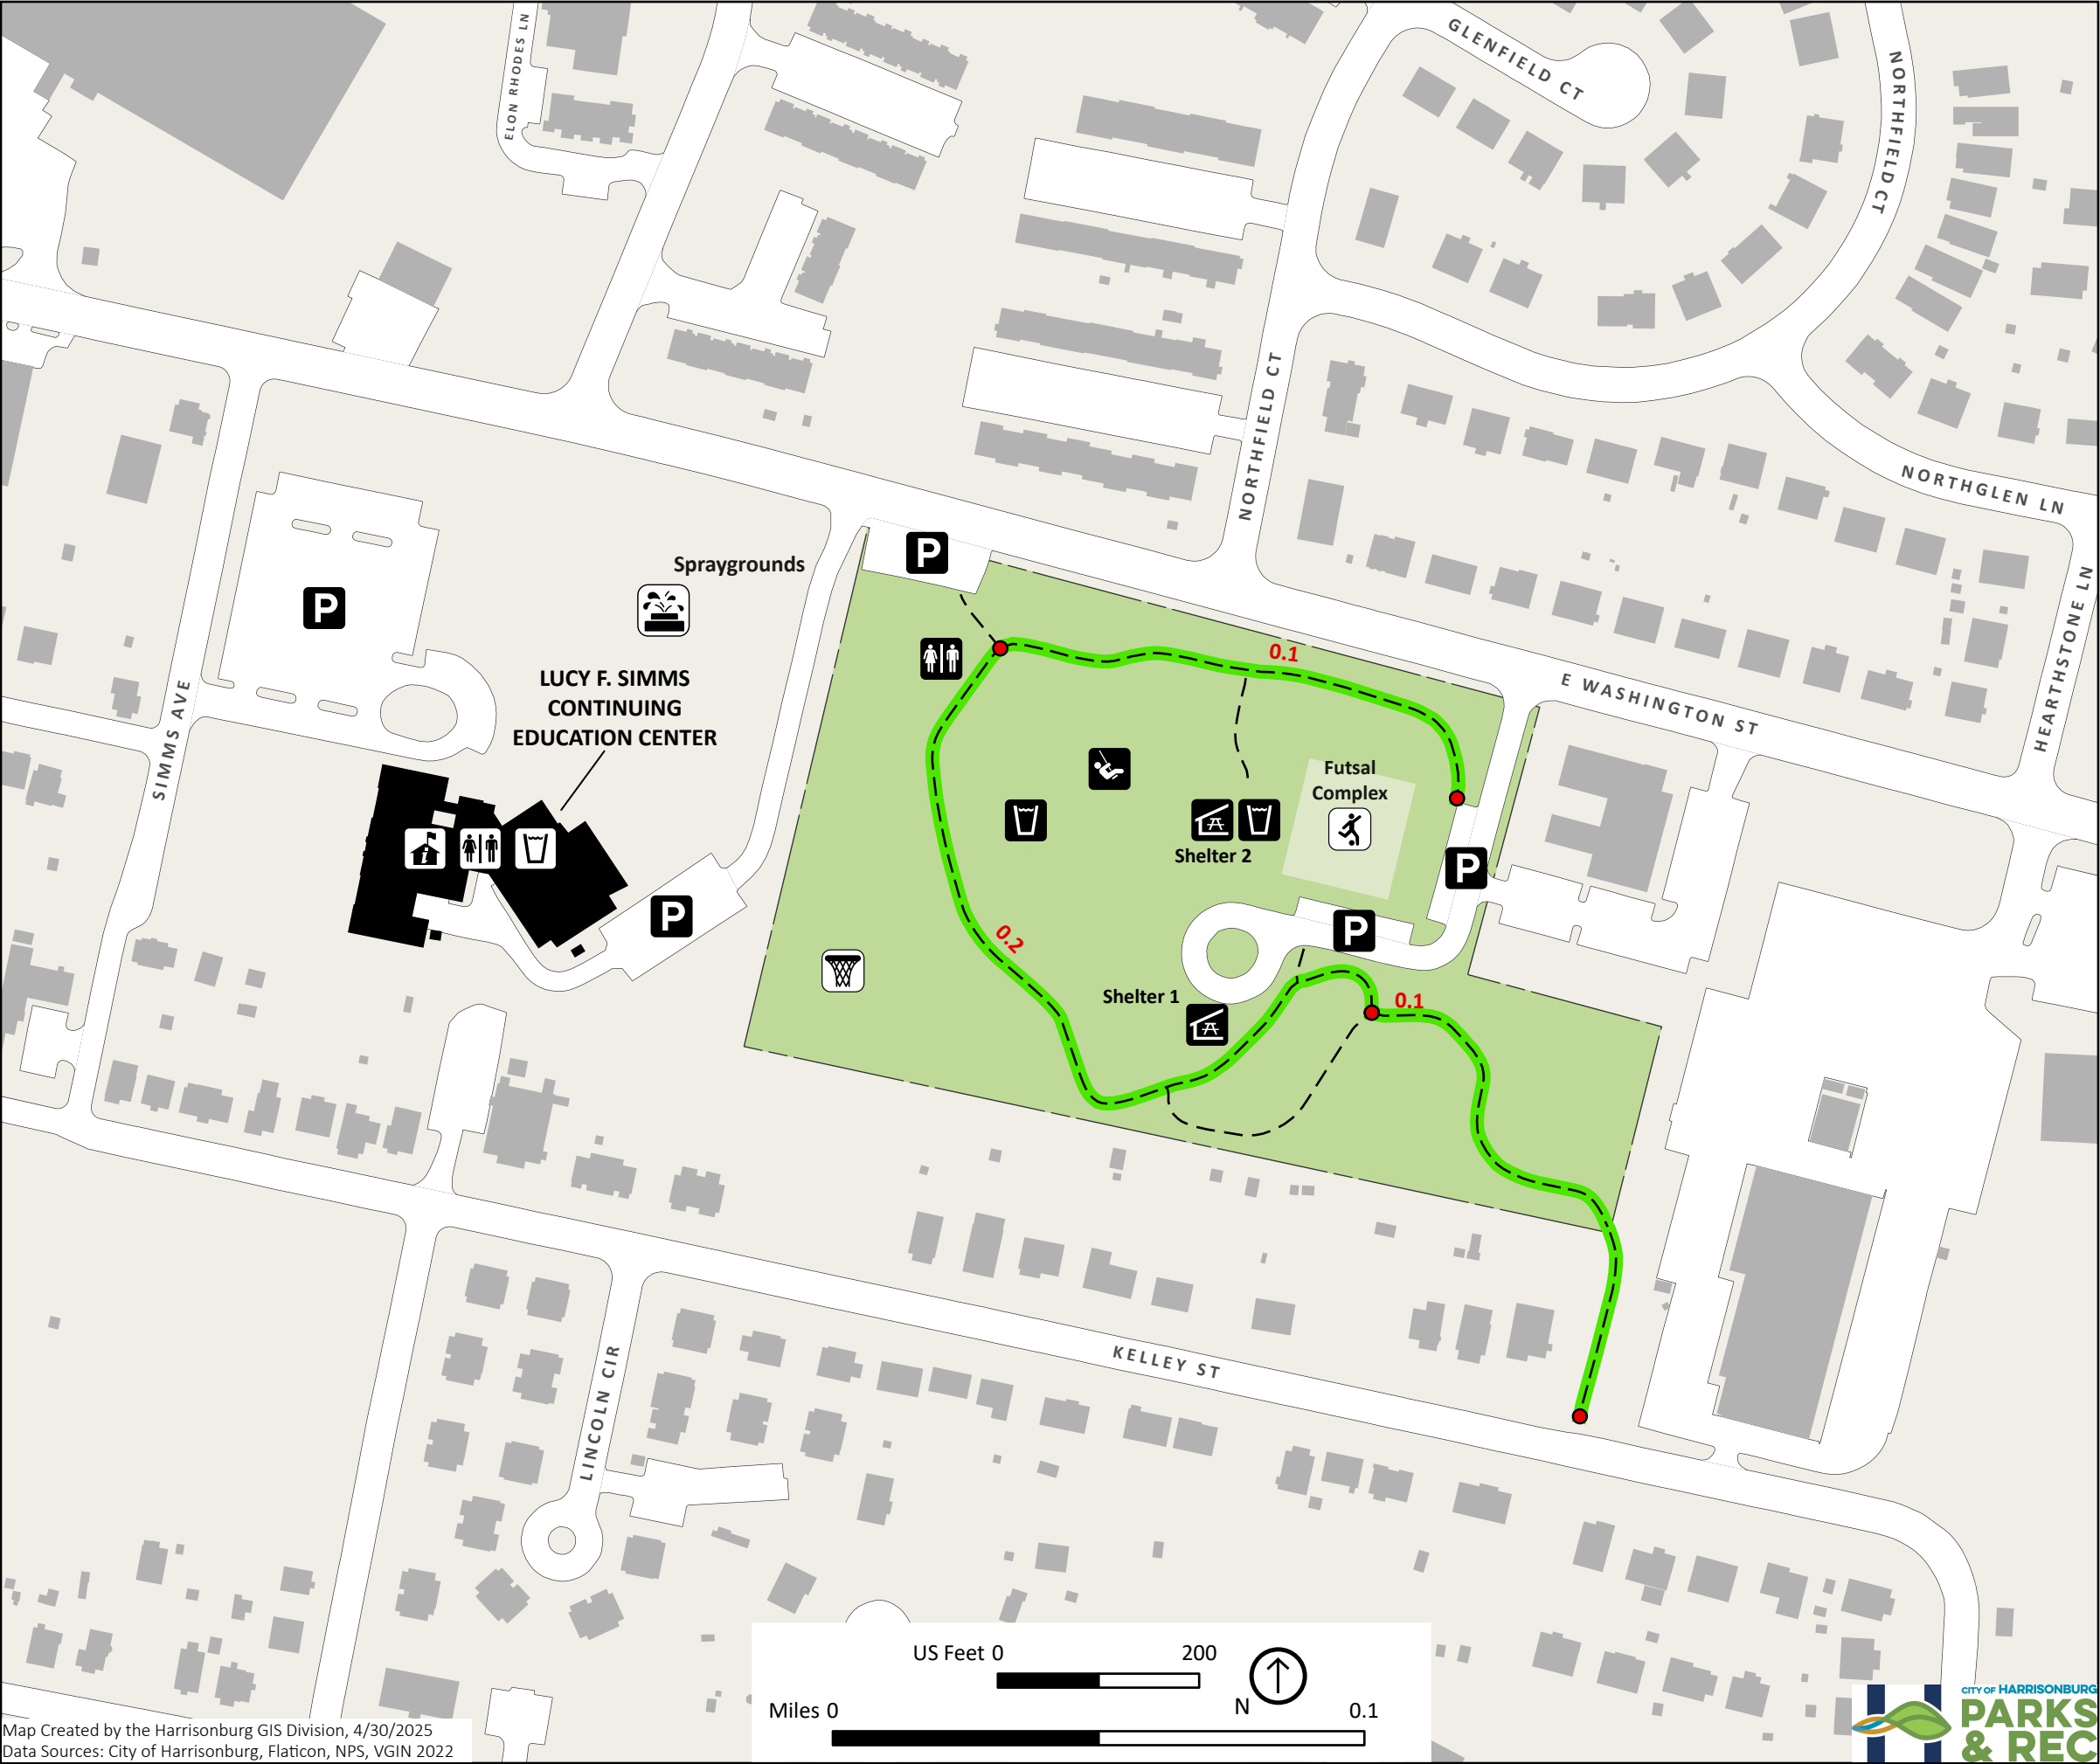 ELON RHODES LN
GLENFIELD CT
NORTHFIELD CT
NORTHFIELD CT
NORTHGLEN LN
HEARTHSTONE LN
P
Spraygrounds
P
0.1
E WASHINGTON ST
SIMMS AVE
LUCY F. SIMMS
CONTINUING
EDUCATION CENTER
Futsal
Complex
Shelter 2
P
i
P
P
0.2
Shelter 1
0.1
KELLEY ST
LINCOLN CIR
US Feet 0 200
Miles 0 0.1
N
Map Created by the Harrisonburg GIS Division, 4/30/2025
Data Sources: City of Harrisonburg, Flaticon, NPS, VGIN 2022
CITY OF HARRISONBURG
PARKS
& REC